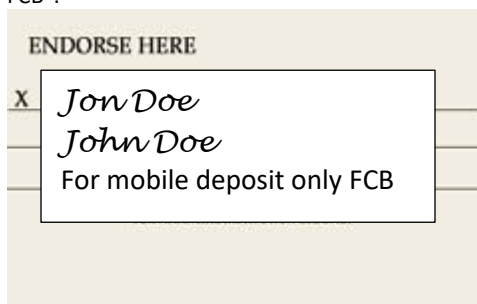 FCB".
ENDORSE HERE
X Jon Doe
John Doe
For mobile deposit only FCB